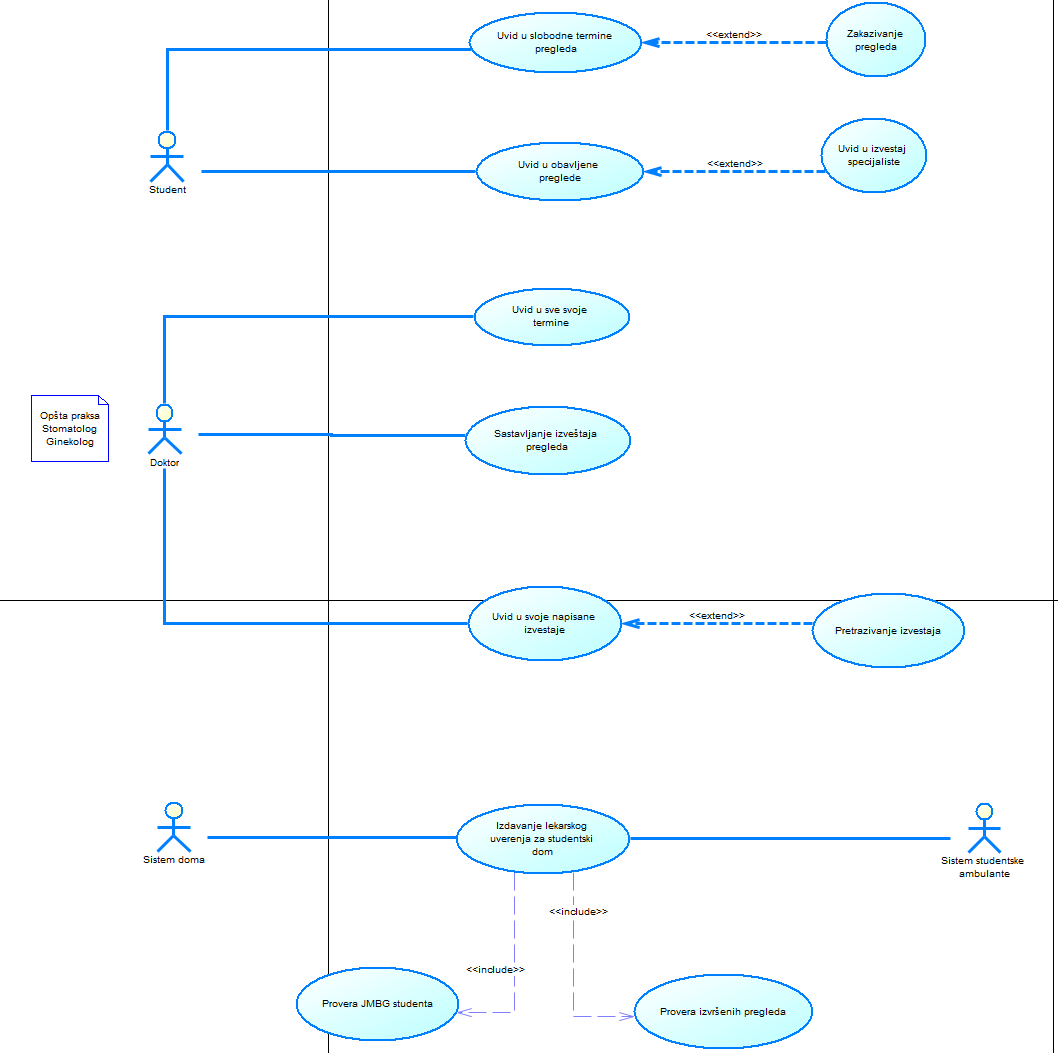 Uvid u slobodne termine
pregleda
<<extend>>
Zakazivanje
pregleda
Student
Uvid u obavljene
preglede
<<extend>>
Uvid u izvestaj
specijaliste
Uvid u sve svoje
termine
Opšta praksa
Stomatolog
Ginekolog
Doktor
Sastavljanje izveštaja
pregleda
Uvid u svoje napisane
izvestaje
<<extend>>
Pretrazivanje izvestaja
Sistem doma
Izdavanje lekarskog
uverenja za studentski
dom
Sistem studentske
ambulante
<<include>>
<<include>>
Provera JMBG studenta
Provera izvršenih pregleda